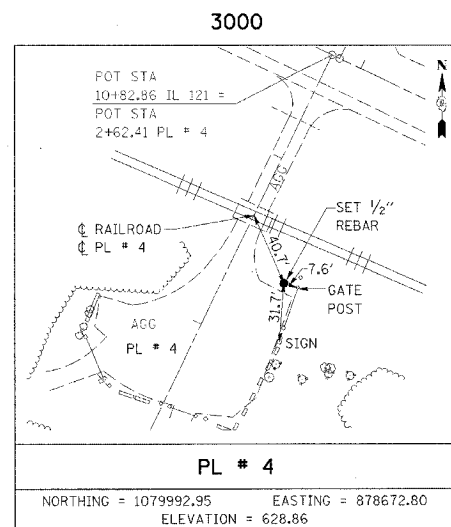 3000
POT STA
10+82.86 IL 121 =
POT STA
2+62.41 PL # 4
N
AGG
SET 1/2"
REBAR
℄ RAILROAD
℄ PL # 4
40.7'
7.6'
GATE
POST
31.7'
AGG
PL # 4
SIGN
PL # 4
NORTHING = 1079992.95 EASTING = 878672.80
ELEVATION = 628.86